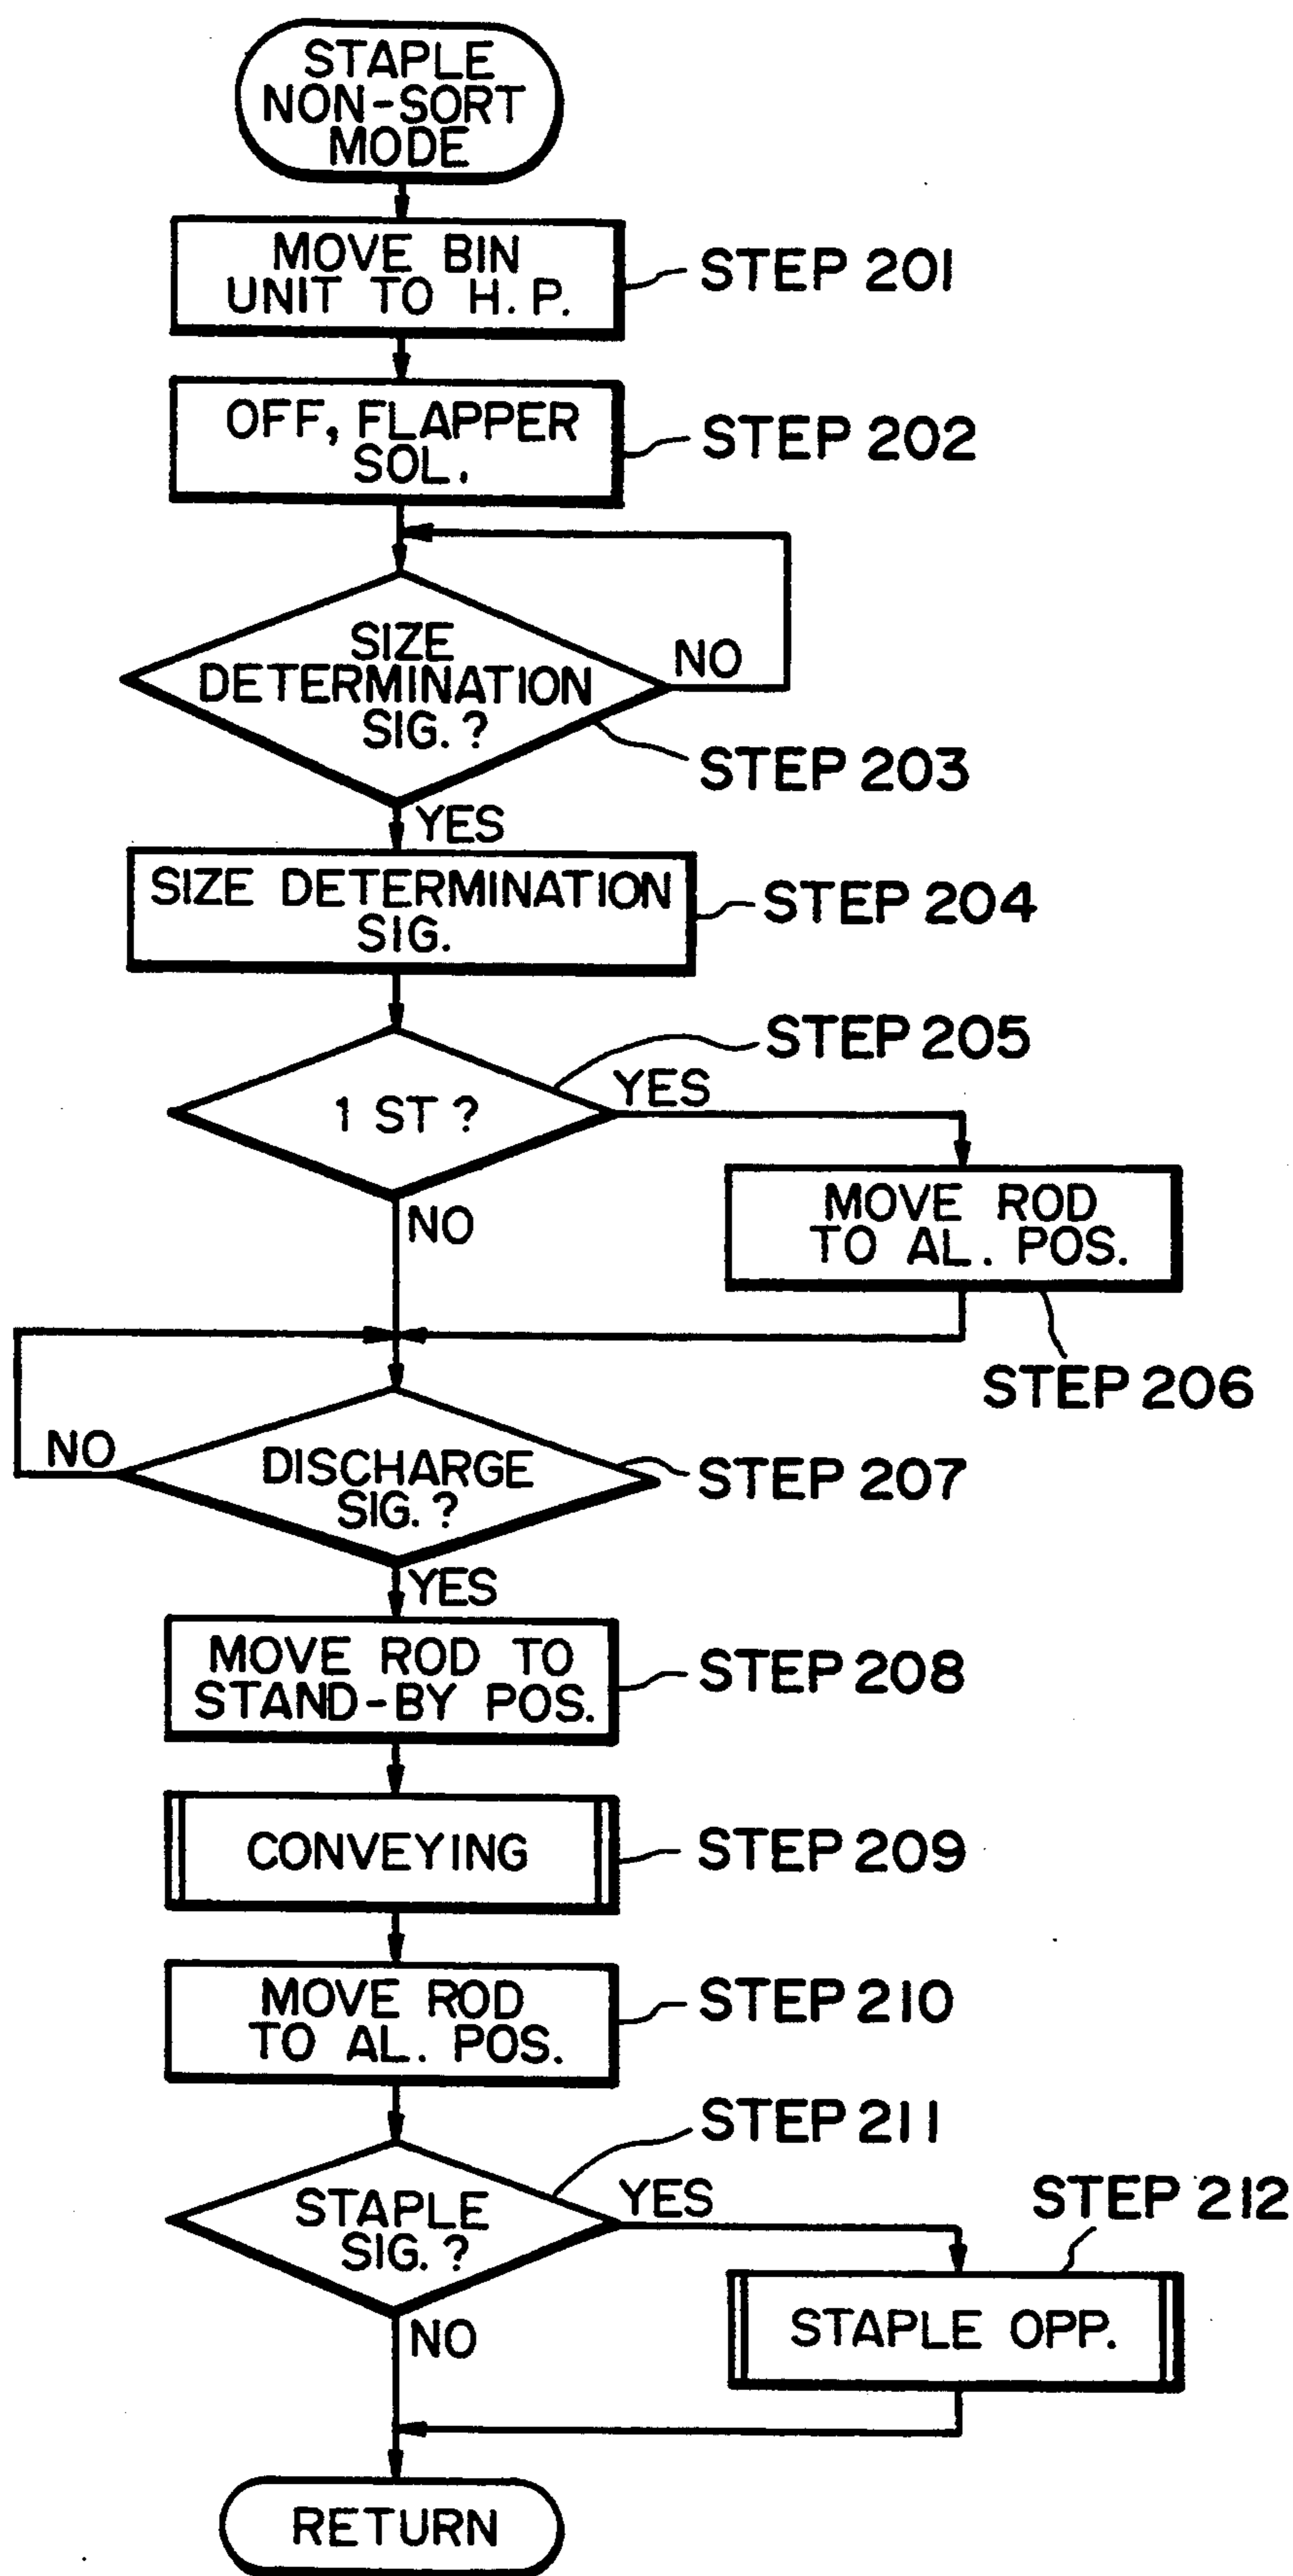 STAPLE
NON-SORT
MODE
MOVE BIN
UNIT TO H.P.
STEP 201
OFF, FLAPPER
SOL.
STEP 202
SIZE
DETERMINATION
SIG. ?
NO
STEP 203
YES
SIZE DETERMINATION
SIG.
STEP 204
STEP 205
1 ST ?
YES
NO
MOVE ROD
TO AL. POS.
STEP 206
DISCHARGE
SIG. ?
NO
STEP 207
YES
MOVE ROD TO
STAND-BY POS.
STEP 208
CONVEYING
STEP 209
MOVE ROD
TO AL. POS.
STEP 210
STEP 211
STAPLE
SIG. ?
YES
STEP 212
STAPLE OPP.
NO
RETURN